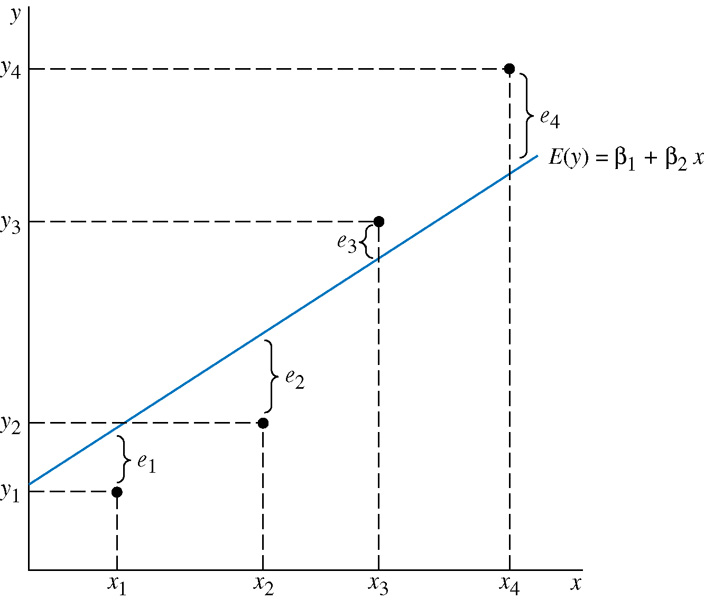 y
y₄
e₄
E(y) = β₁ + β₂ x
y₃
e₃
e₂
y₂
e₁
y₁
x₁ x₂ x₃ x₄ x